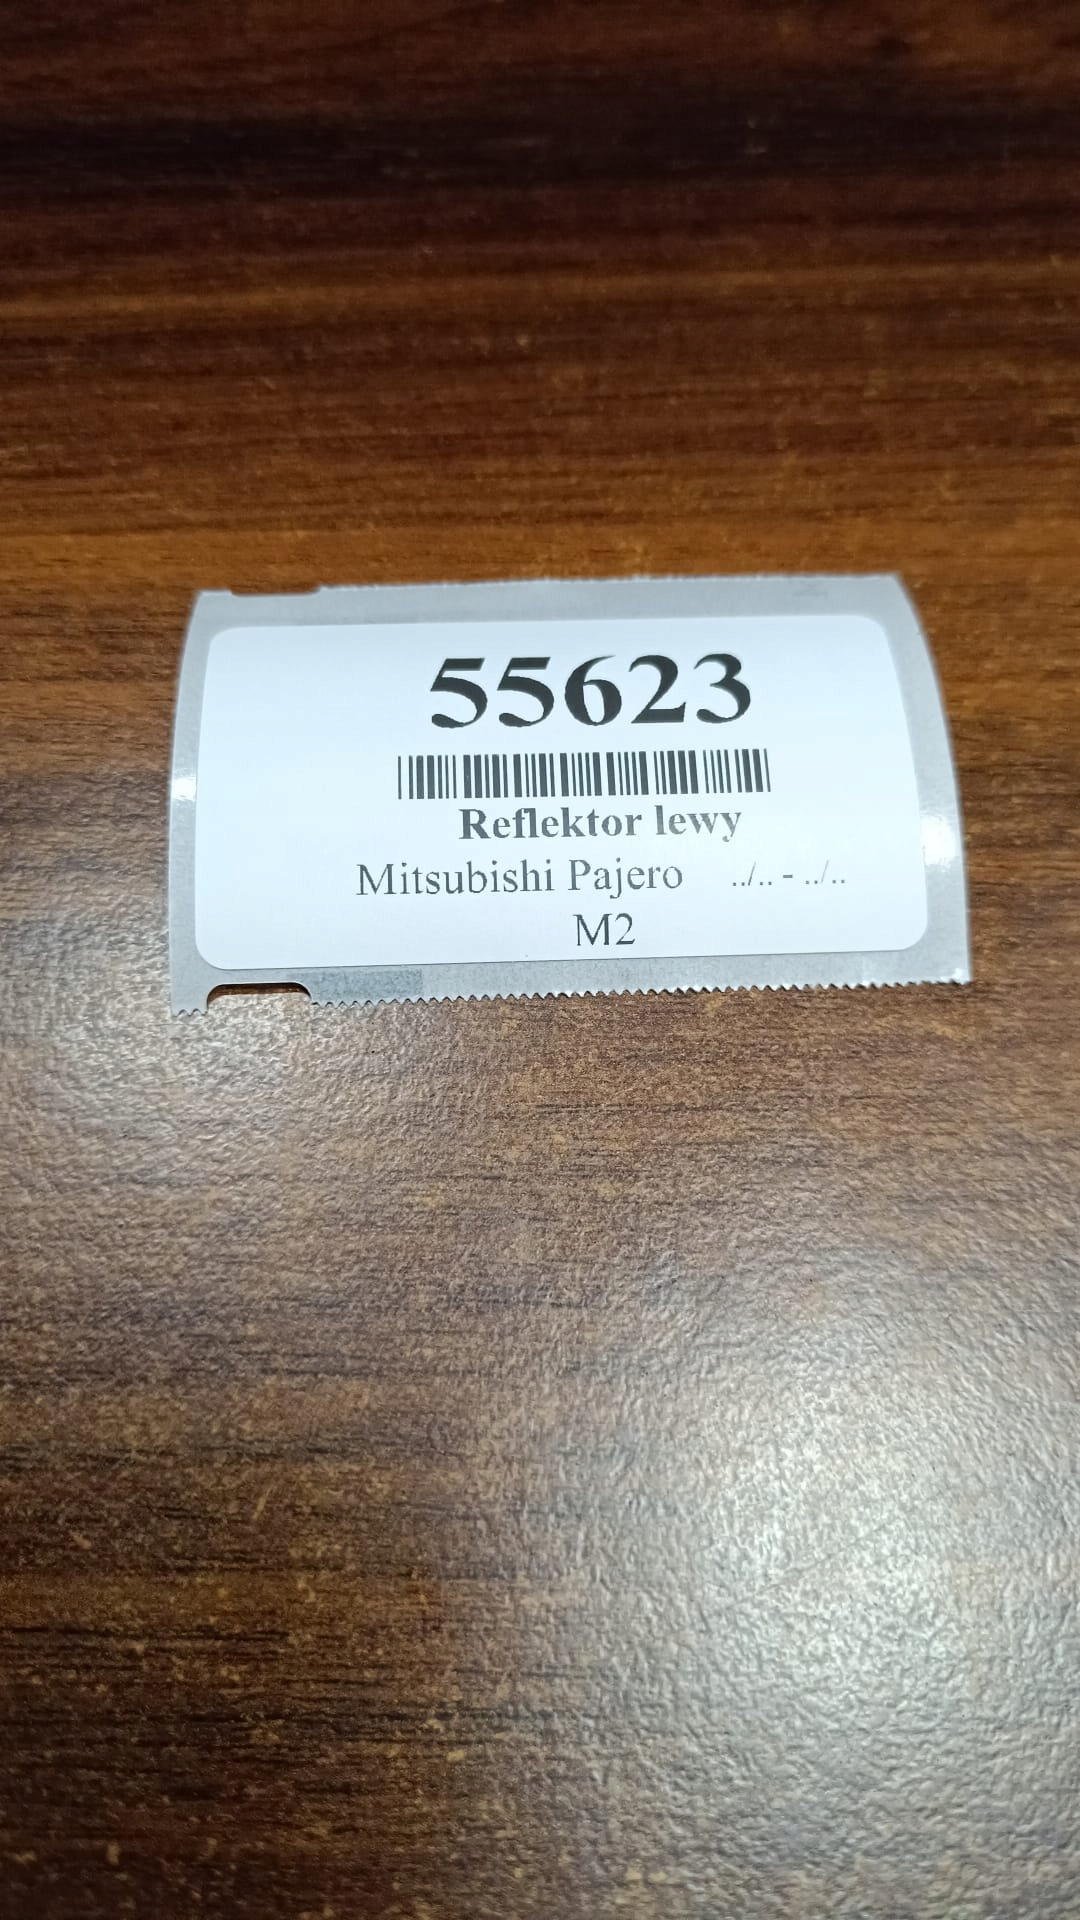 55623
Reflektor lewy
Mitsubishi Pajero ../.. - ../..
M2